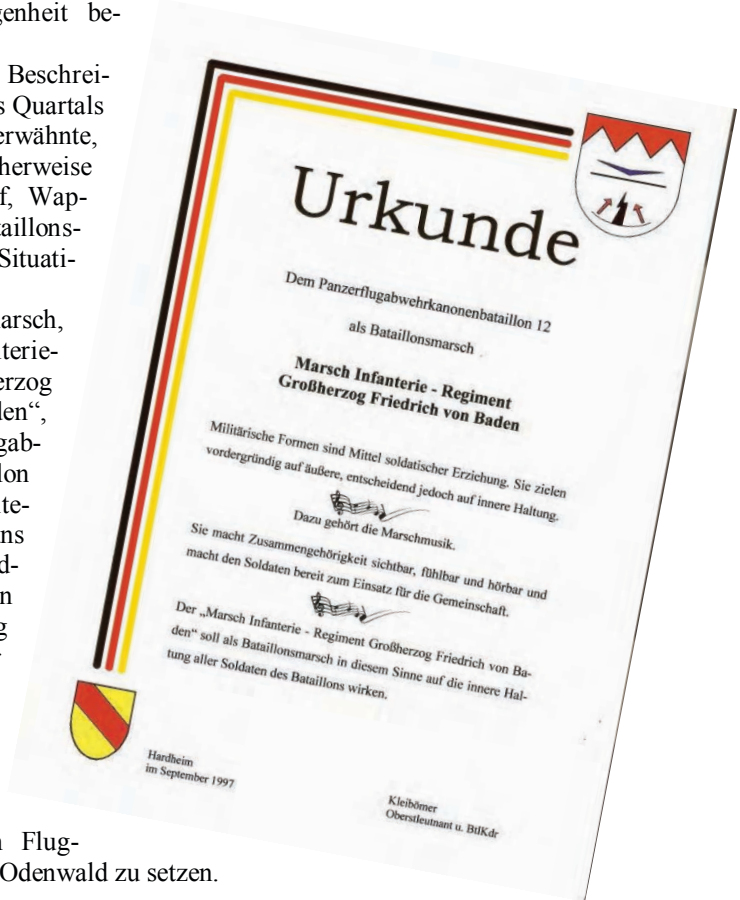 genheit be-
Beschrei-
s Quartals
erwähnte,
herweise
f, Wap-
taillons-
Situati-
arsch,
nterie-
erzog
den“,
gab-
lon
nte-
ns
d-
n
g
Flug-
Odenwald zu setzen.
Urkunde
Dem Panzerflugabwehrkanonenbataillon 12
als Bataillonsmarsch
Marsch Infanterie - Regiment
Großherzog Friedrich von Baden
Militärische Formen sind Mittel soldatischer Erziehung. Sie zielen
vordergründig auf äußere, entscheidend jedoch auf innere Haltung.
Dazu gehört die Marschmusik.
Sie macht Zusammengehörigkeit sichtbar, fühlbar und hörbar und
macht den Soldaten bereit zum Einsatz für die Gemeinschaft.
Der „Marsch Infanterie - Regiment Großherzog Friedrich von Ba-
den“ soll als Bataillonsmarsch in diesem Sinne auf die innere Hal-
tung aller Soldaten des Bataillons wirken.
Hardheim
im September 1997
Kleibömer
Oberstleutnant u. BtlKdr